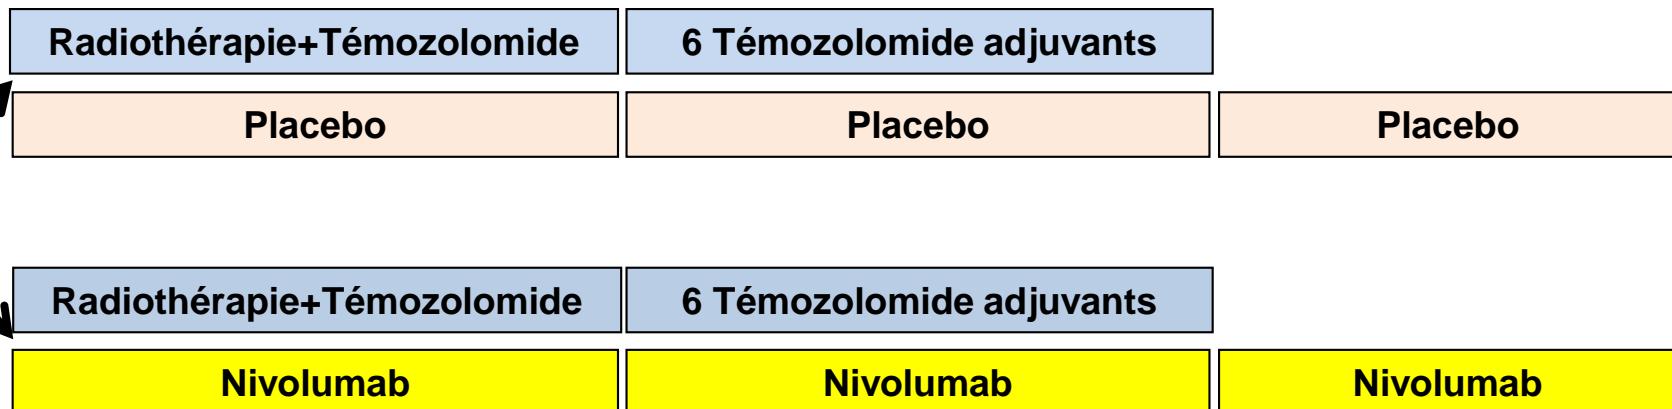 Radiothérapie+Témozolomide 6 Témozolomide adjuvants
Placebo Placebo Placebo
Radiothérapie+Témozolomide 6 Témozolomide adjuvants
Nivolumab Nivolumab Nivolumab